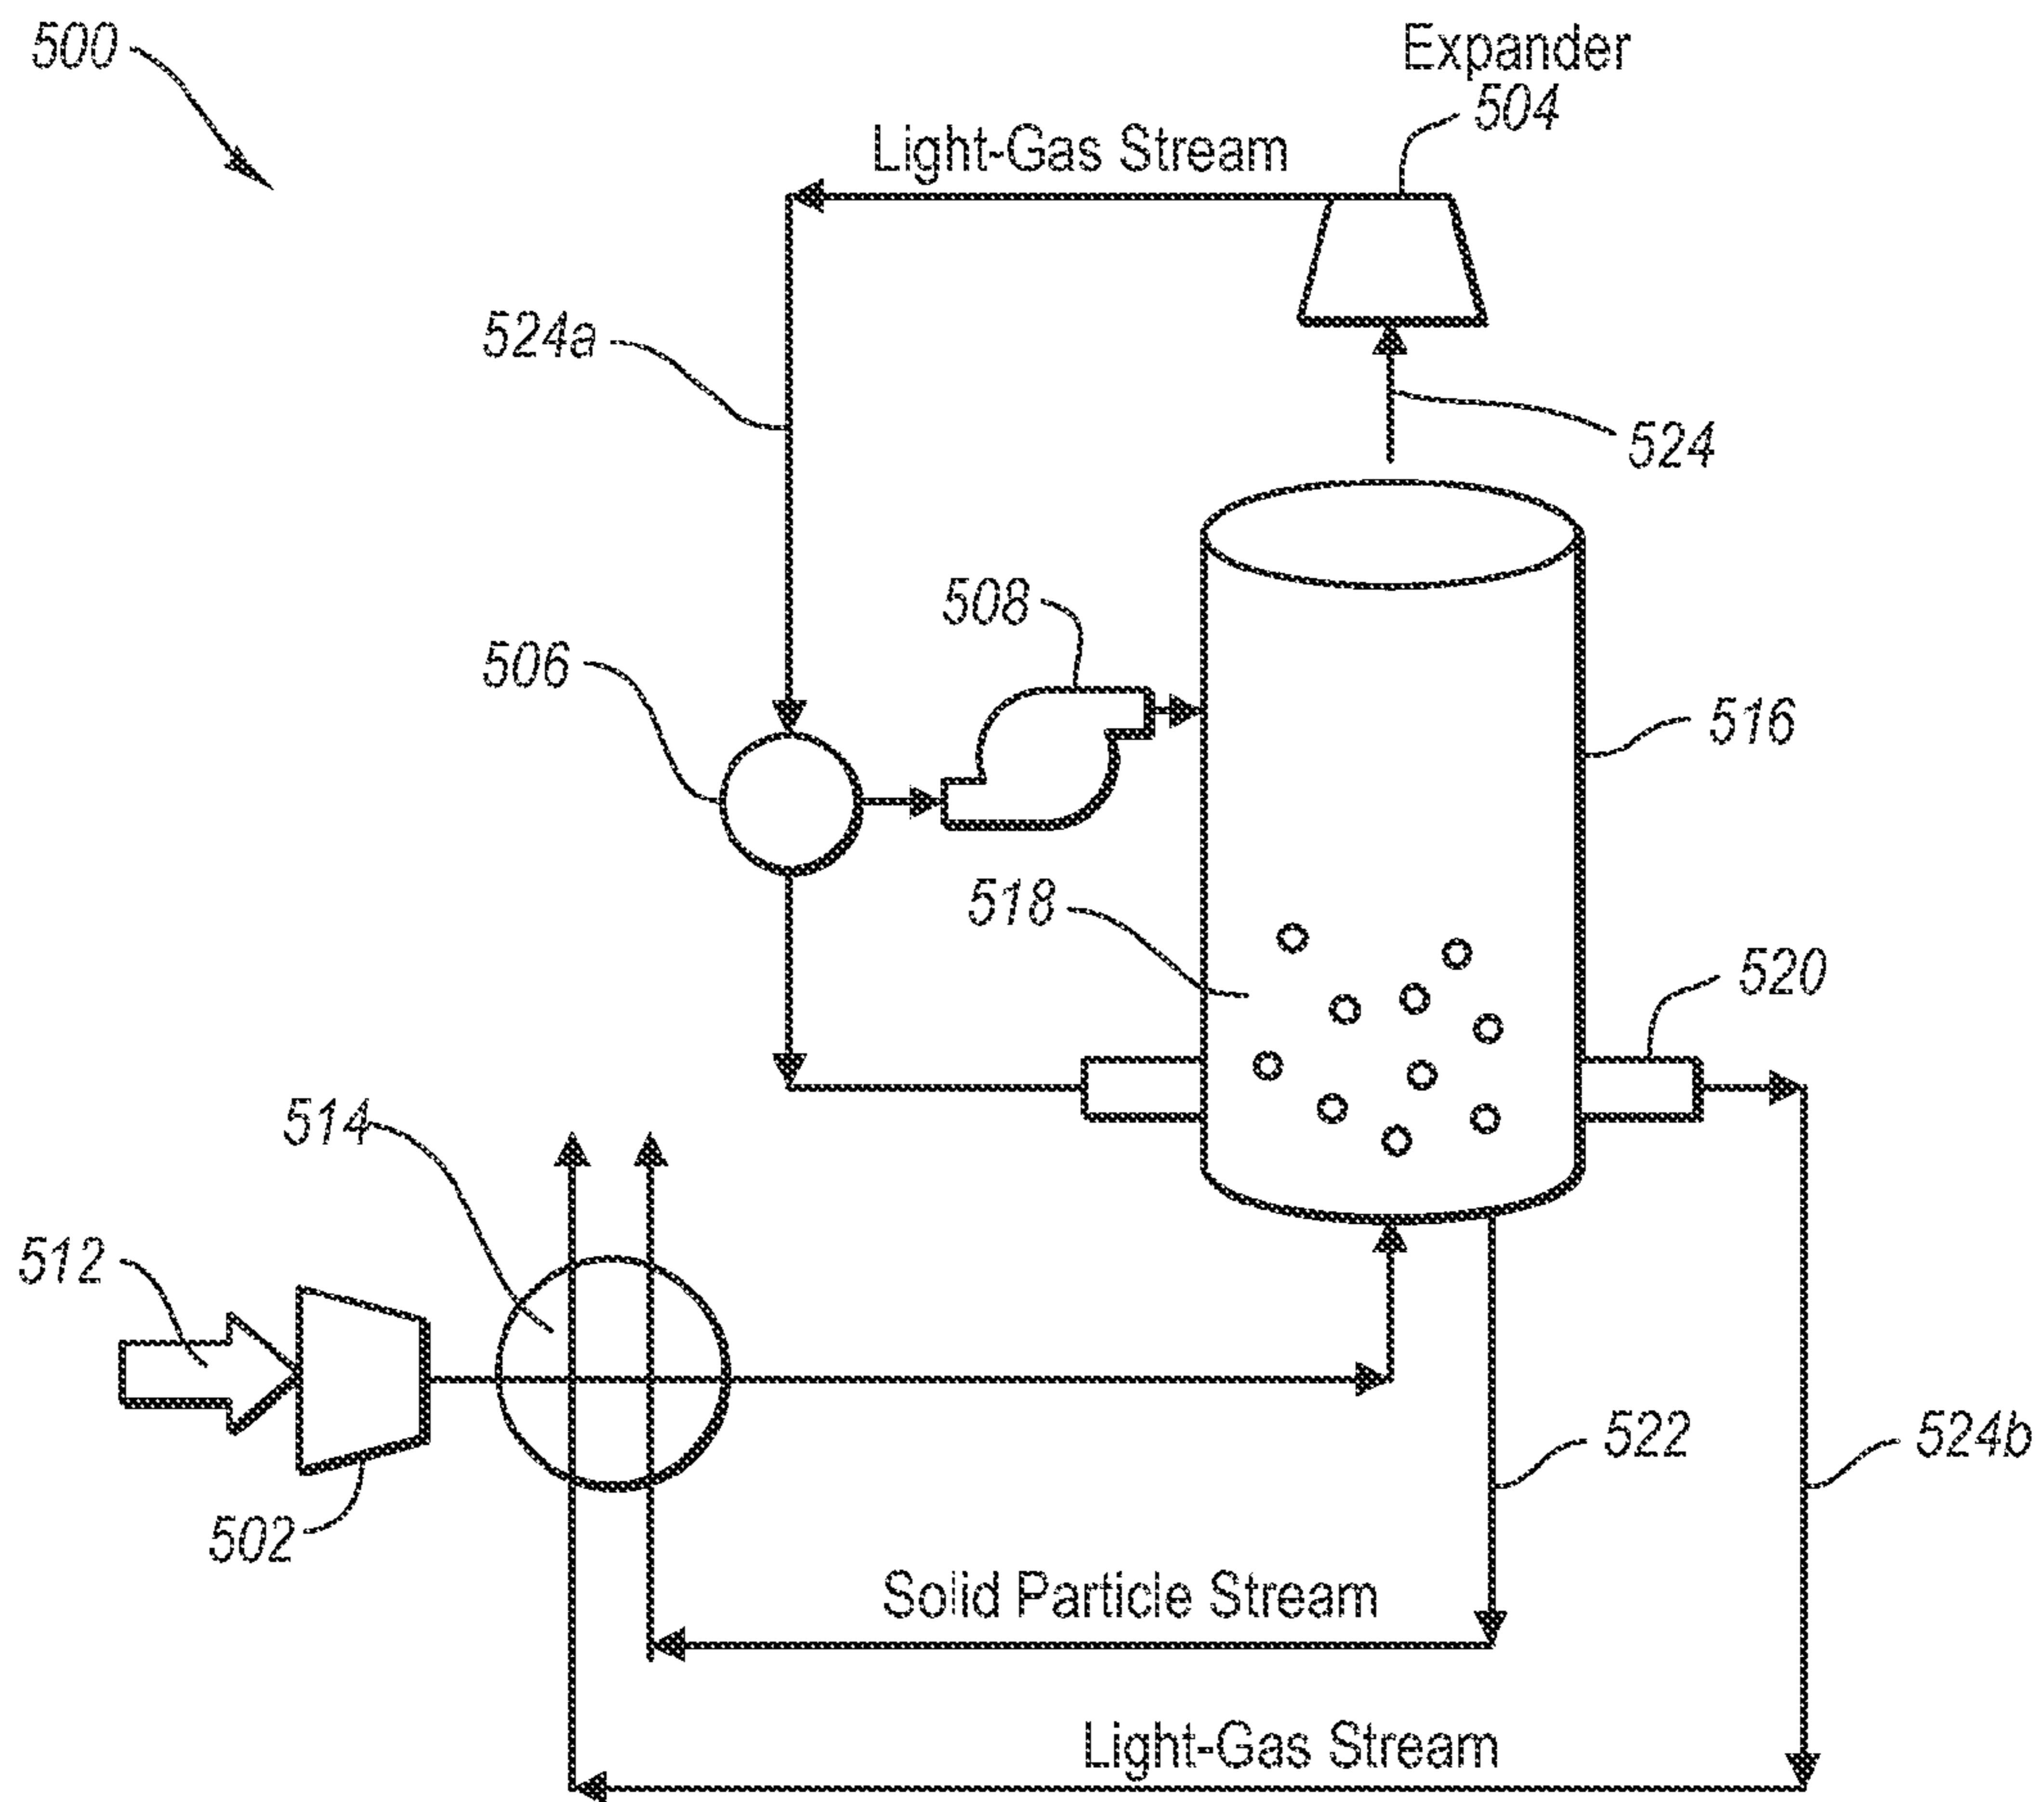 500
Expander
504
Light-Gas Stream
524a
524
508
506
516
518
520
514
512
502
522
524b
Solid Particle Stream
Light-Gas Stream